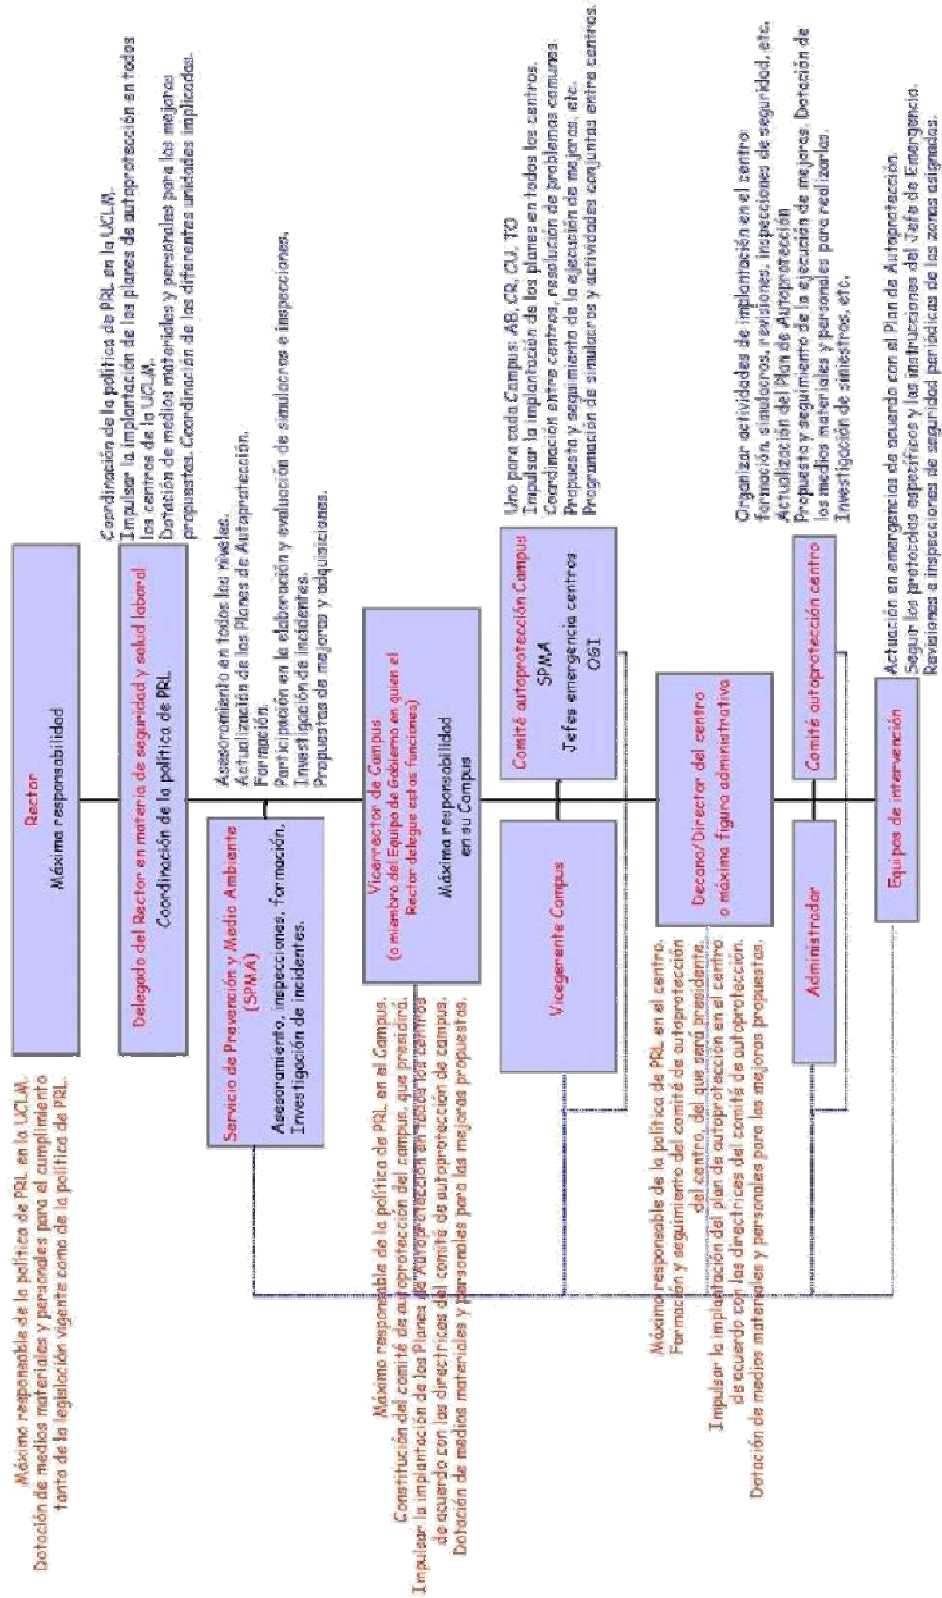 Rector
Máxima responsabilidad
Máximo responsable de la política de PRL en la UCLM.
Dotación de medios materiales y personales para el cumplimiento
tanto de la legislación vigente como de la política de PRL.
Delegado del Rector en materia de seguridad y salud laboral
Coordinación de la política de PRL
Coordinación de la política de PRL en la UCLM.
Impulsar la implantación de los planes de autoprotección en todos
los centros de la UCLM.
Dotación de medios materiales y personales para las mejoras
propuestas. Coordinación de las diferentes unidades implicadas.
Servicio de Prevención y Medio Ambiente
(SPMA)
Asesoramiento, inspecciones, formación,
Investigación de incidentes.
Asesoramiento en todos los niveles.
Actualización de los Planes de Autoprotección.
Formación.
Participación en la elaboración y evaluación de simulacros e inspecciones.
Investigación de incidentes.
Propuestas de mejoras y adquisiciones.
Vicerrector de Campus
(o miembro del Equipo de Gobierno en quien el
Rector delegue estas funciones)
Máxima responsabilidad
en su Campus
Máximo responsable de la política de PRL en el Campus.
Constitución del comité de autoprotección del campus, que presidirá.
Impulsar la implantación de los Planes de Autoprotección en todos los centros
de acuerdo con las directrices del comité de autoprotección de campus.
Dotación de medios materiales y personales para las mejoras propuestas.
Vicegerente Campus
Comité autoprotección Campus
SPMA
Jefes emergencia centros
OGI
Uno para cada Campus: AB, CR, CU, TO
Impulsar la implantación de los planes en todos los centros.
Coordinación entre centros, resolución de problemas comunes.
Propuesta y seguimiento de la ejecución de mejoras, etc.
Programación de simulacros y actividades conjuntas entre centros.
Decano/Director del centro
o máxima figura administrativa
Máximo responsable de la política de PRL en el centro.
Formación y seguimiento del comité de autoprotección
del centro, del que será presidente.
Impulsar la implantación del plan de autoprotección en el centro
de acuerdo con las directrices del comité de autoprotección.
Dotación de medios materiales y personales para las mejoras propuestas.
Administrador
Comité autoprotección centro
Organizar actividades de implantación en el centro:
formación, simulacros, revisiones, inspecciones de seguridad, etc.
Actualización del Plan de Autoprotección
Propuesta y seguimiento de la ejecución de mejoras. Dotación de
los medios materiales y personales para realizarlas.
Investigación de siniestros, etc.
Equipos de intervención
Actuación en emergencias de acuerdo con el Plan de Autoprotección.
Seguir los protocolos específicos y las instrucciones del Jefe de Emergencia.
Revisiones e inspecciones de seguridad periódicas de las zonas asignadas.